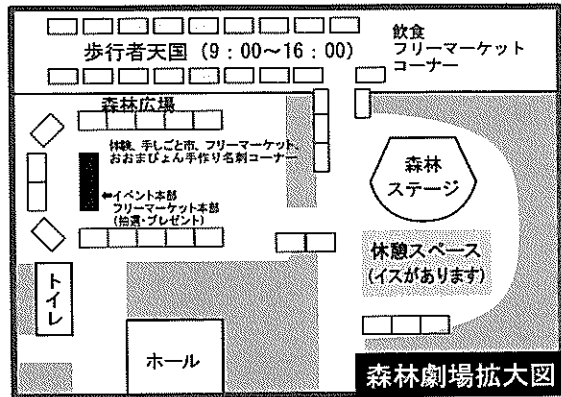 飲食
フリーマーケット
コーナー
歩行者天国（9：00～16：00）
森林広場
体験、手しごと市、フリーマーケット、
おおまぴょん手作り名刺コーナー
←イベント本部
フリーマーケット本部
（抽選・プレゼント）
森林
ステージ
休憩スペース
（イスがあります）
トイレ
ホール
森林劇場拡大図